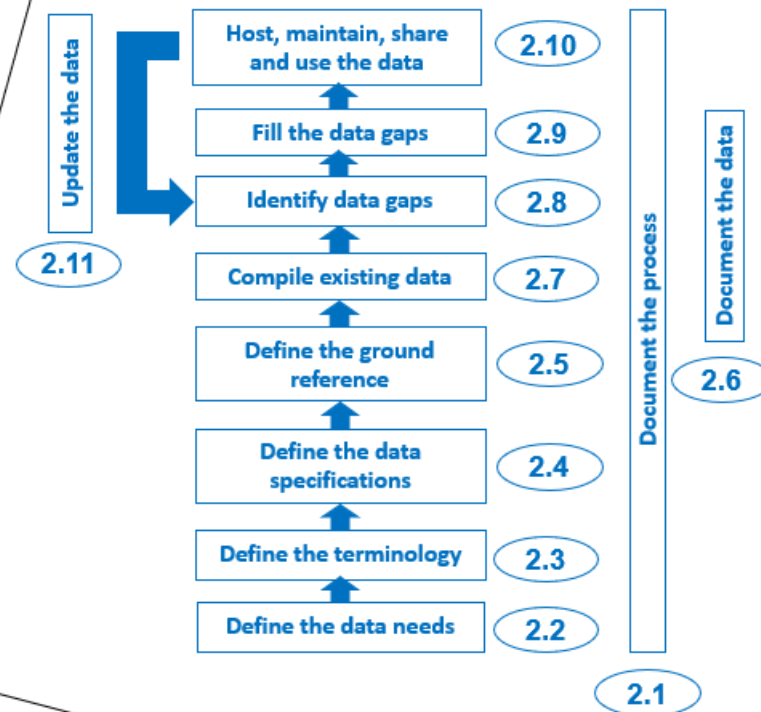 Host, maintain, share
and use the data
2.10
Fill the data gaps
2.9
Identify data gaps
2.8
Compile existing data
2.7
Define the ground
reference
2.5
Define the data
specifications
2.4
Define the terminology
2.3
Define the data needs
2.2
Update the data
2.11
Document the process
2.1
Document the data
2.6